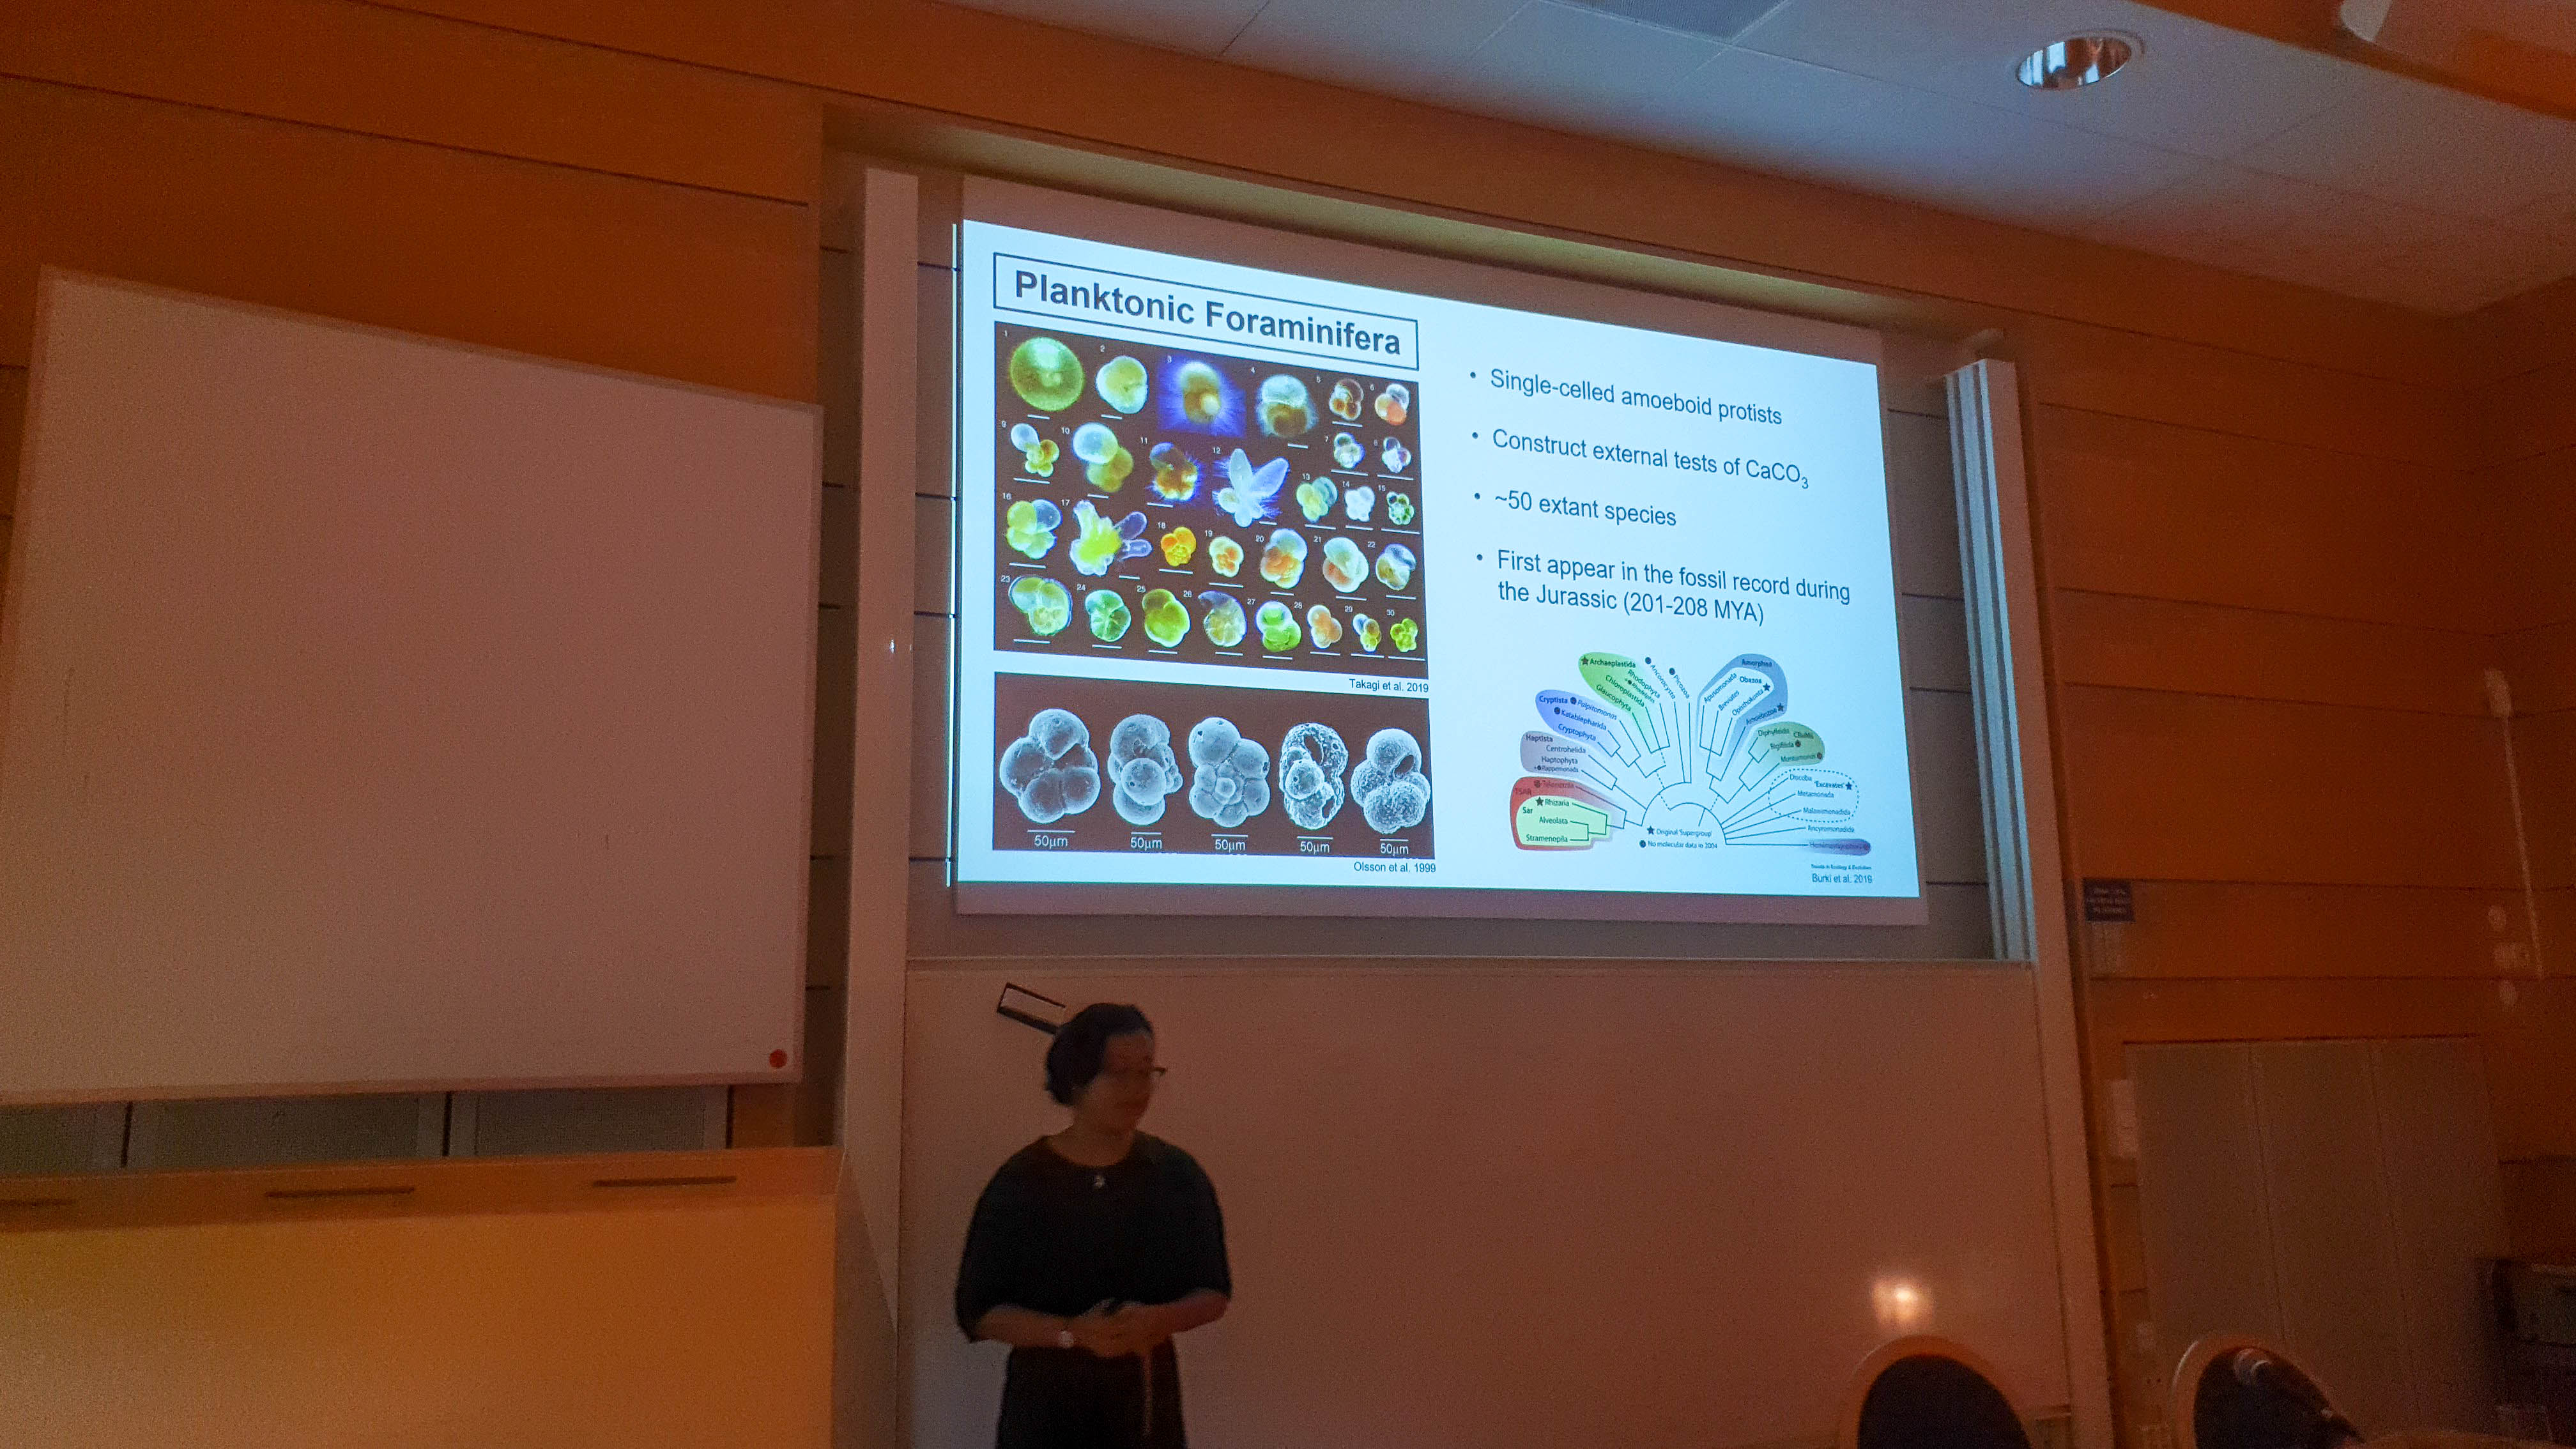 Planktonic Foraminifera
1 2 3 4 5 6
7 8
9 10 11 12
13 14 15
16 17 18 19 20 21 22
23 24 25 26 27 28 29 30
Takagi et al. 2019
50μm 50μm 50μm 50μm 50μm
Olsson et al. 1999
• Single-celled amoeboid protists
• Construct external tests of CaCO₃
• ~50 extant species
• First appear in the fossil record during
the Jurassic (201-208 MYA)
Archaeplastida
Rhodophyta
Chloroplastida
Glaucophyta
Ancoracysta
Picozoa
Amorphea
Obazoa
Apusomonada
Breviatea
Opisthokonta
Amoebozoa
Cryptista
Palpitomonas
Katablepharida
Cryptophyta
Haptista
Centrohelida
Haptophyta
TSAR
Telonemia
Rhizaria
Sar
Alveolata
Stramenopila
Diphylleida
CRuMs
Rigifilida
Discoba
'Excavates'
Metamonada
Malawimonadida
Ancyromonadida
Original 'Supergroup'
No molecular data in 2004
Trends in Ecology & Evolution
Burki et al. 2019